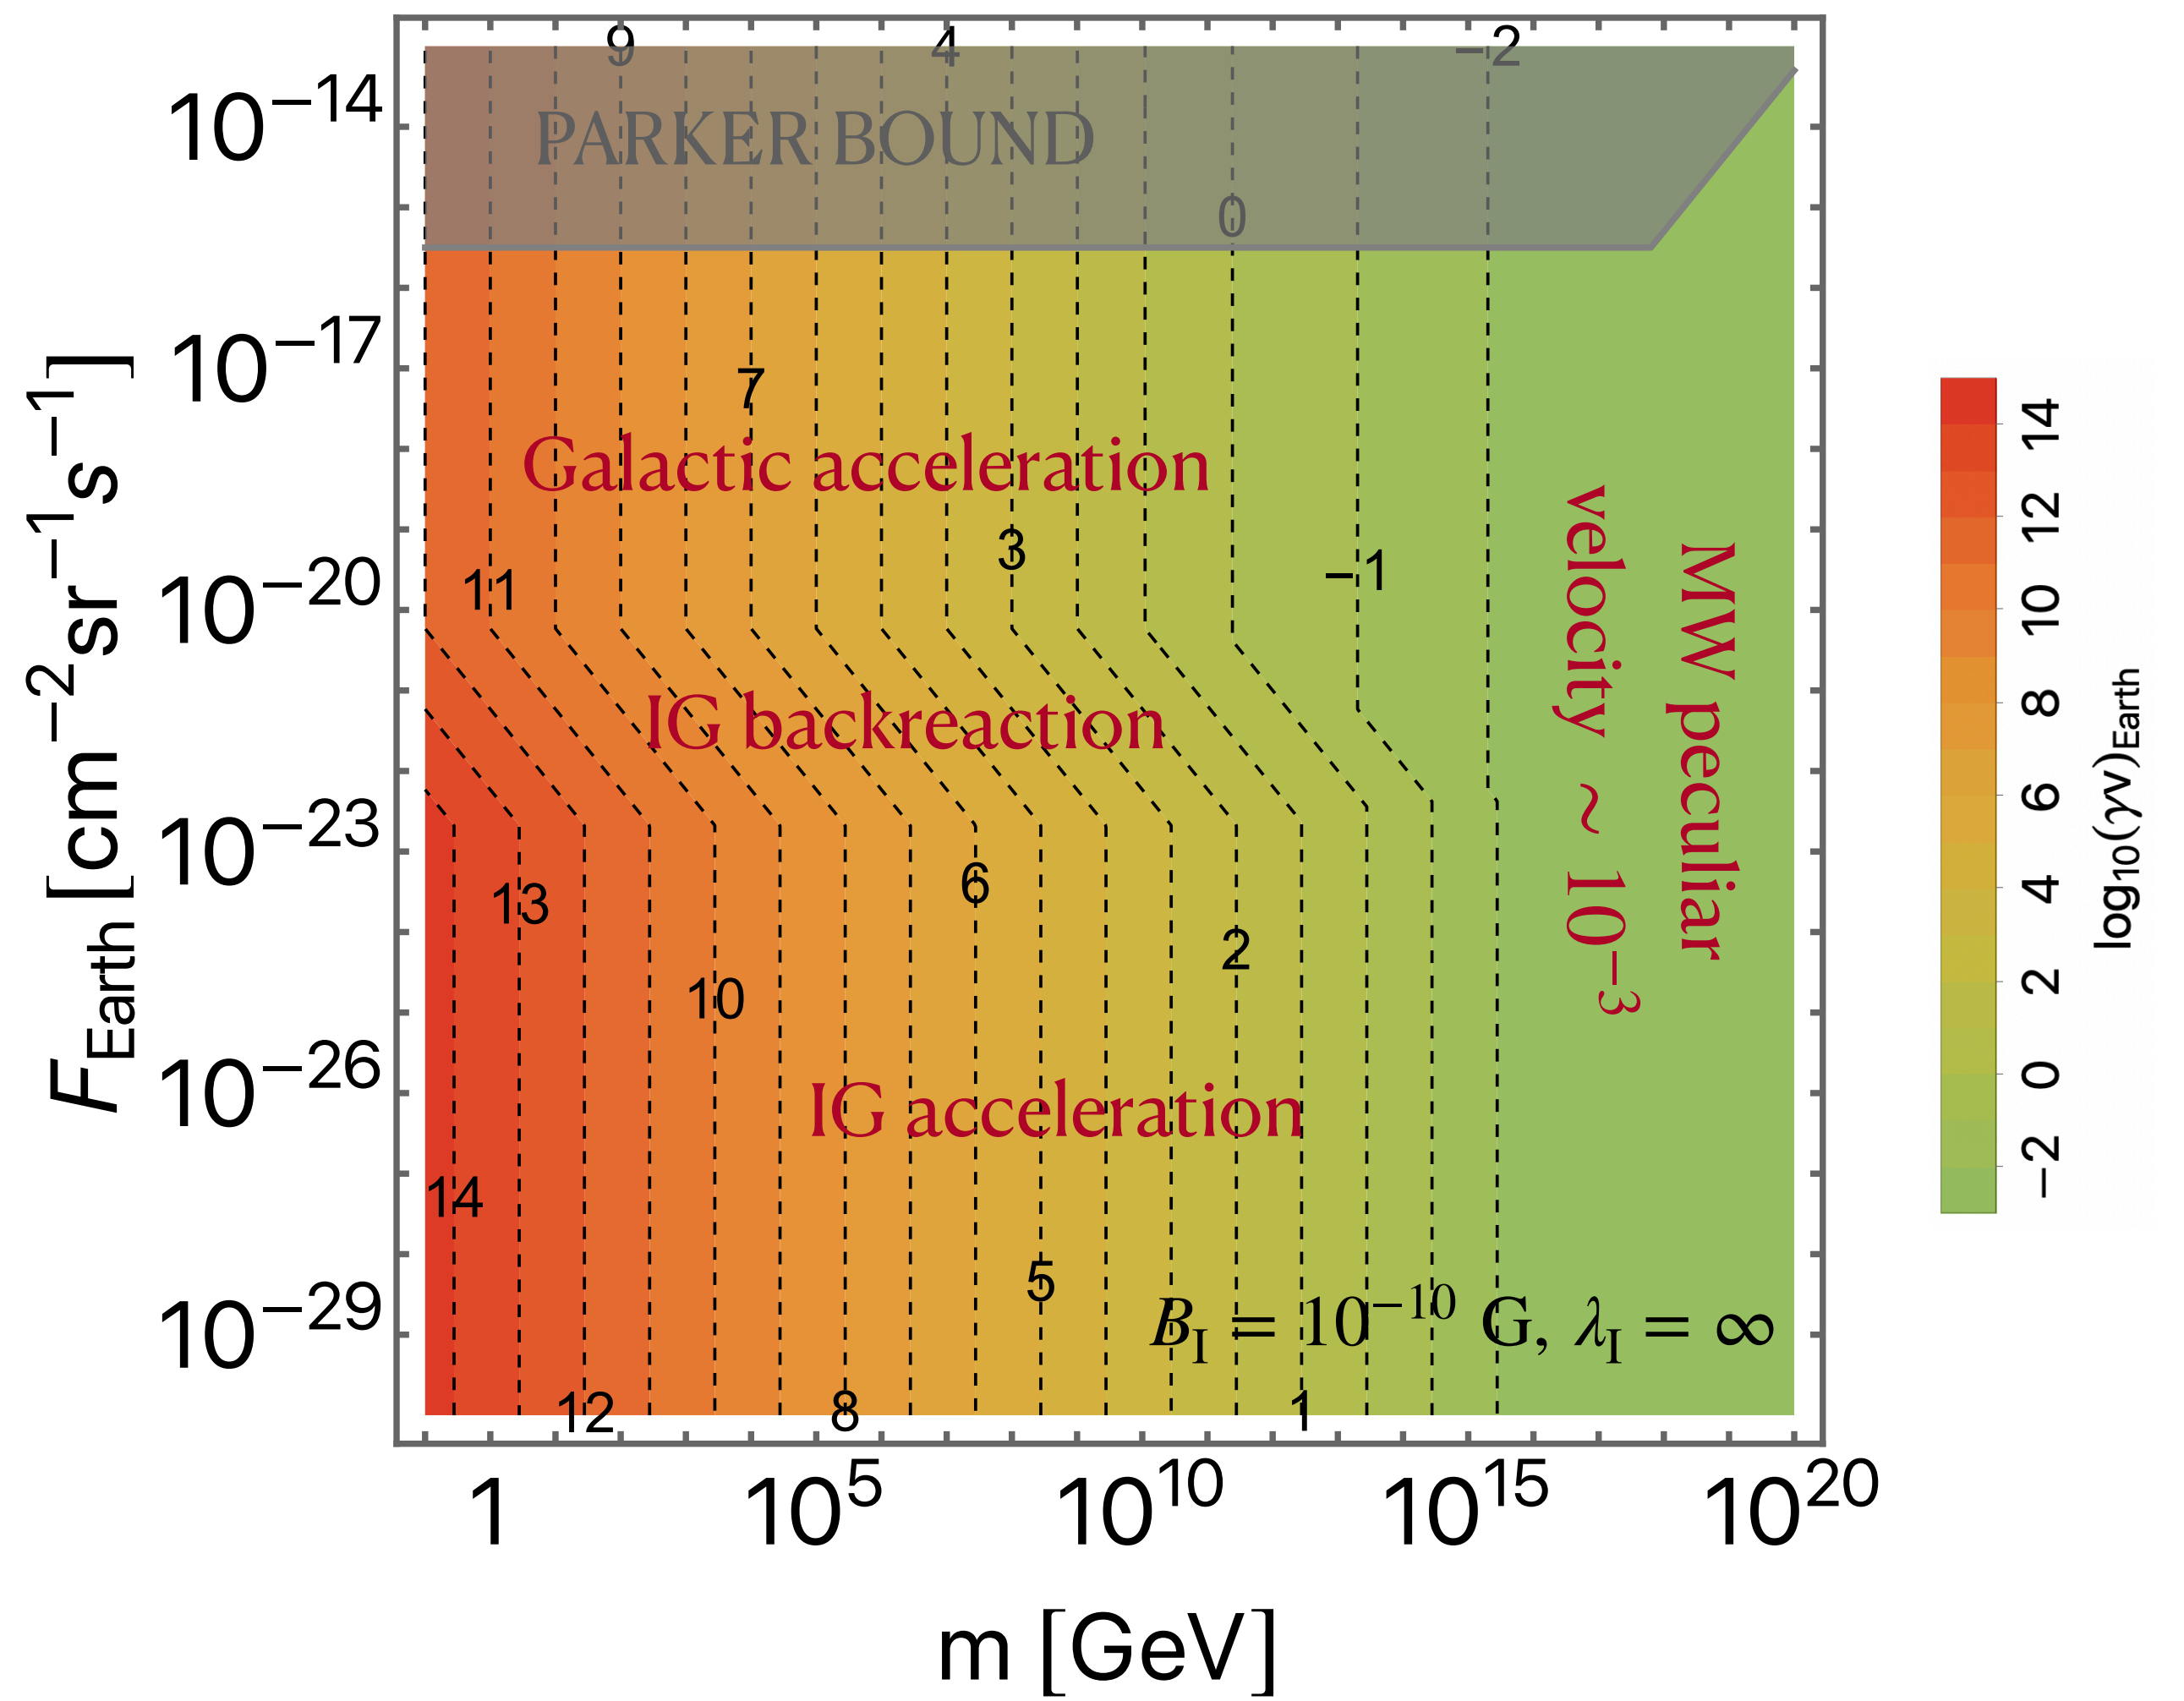 9 4 −2
10−14
PARKER BOUND
0
10−17
7
Galactic acceleration
3
11 −1
10−20
velocity ~ 10−3
MW peculiar
IG backreaction
10−23
6
13
2
10
10−26
IG acceleration
14
5
10−29
BI = 10−10 G, λI = ∞
12 8 1
FEarth [cm−2sr−1s−1]
1 105 1010 1015 1020
m [GeV]
14
12
10
8
6
4
2
0
−2
log10(γv)Earth